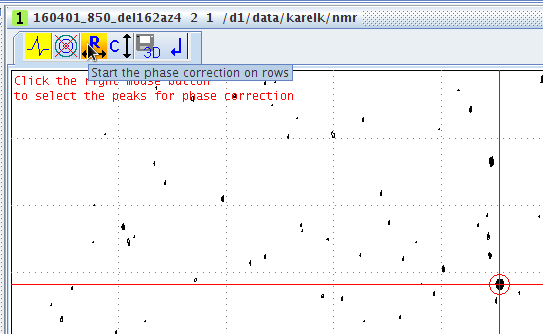 1 160401_850_del162az4 2 1 /d1/data/karelk/nmr
R C 3D
Start the phase correction on rows
Click the right mouse button
to select the peaks for phase correction